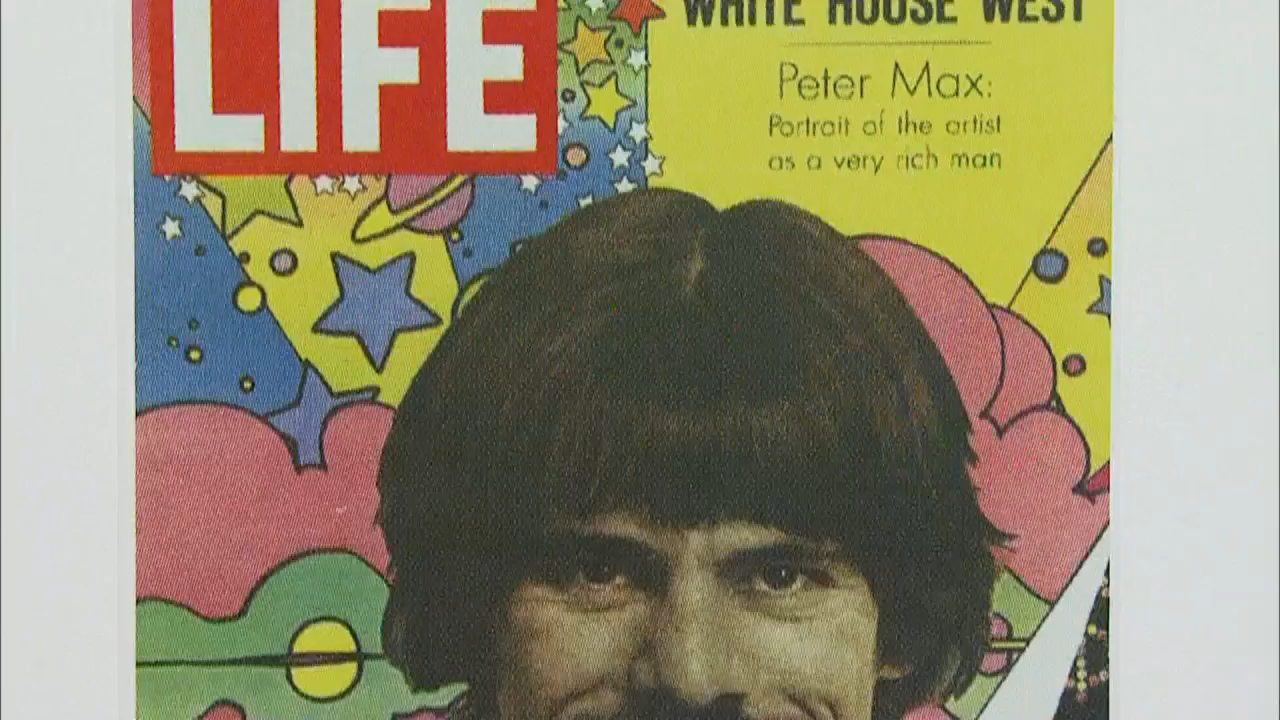 LIFE
WHITE HOUSE WEST
Peter Max:
Portrait of the artist
as a very rich man